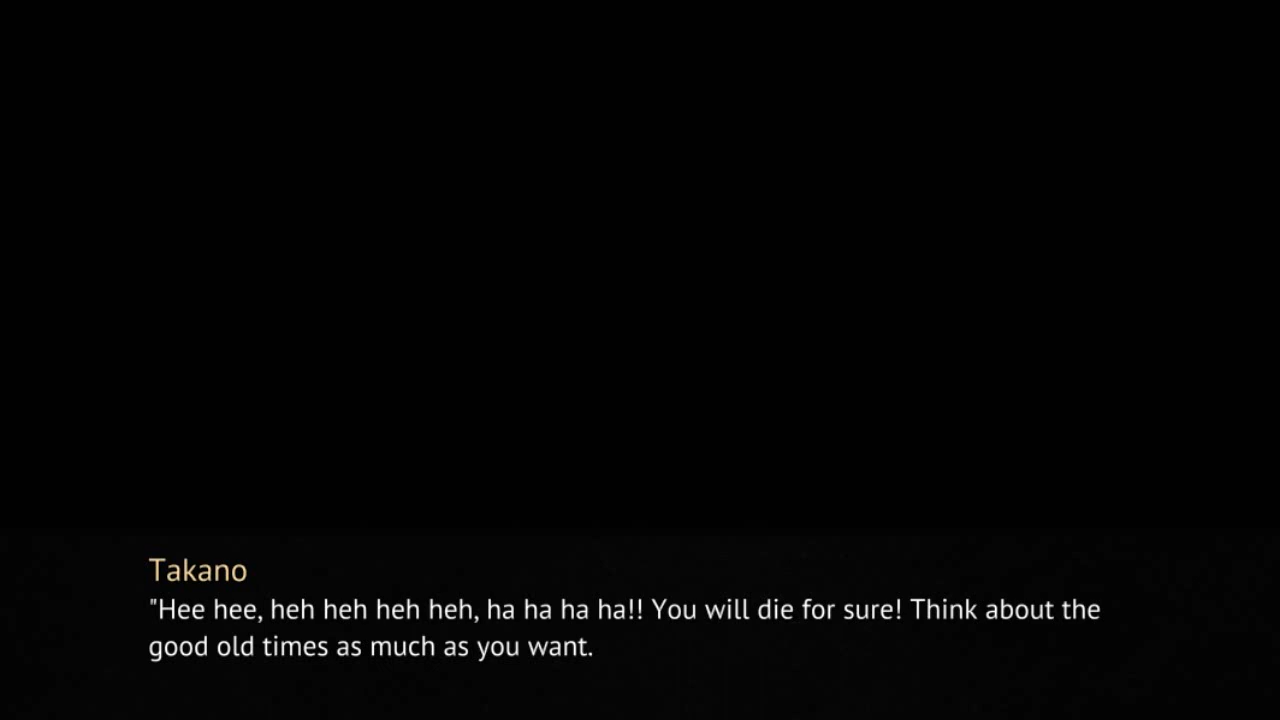 Takano
"Hee hee, heh heh heh heh, ha ha ha ha!! You will die for sure! Think about the
good old times as much as you want.